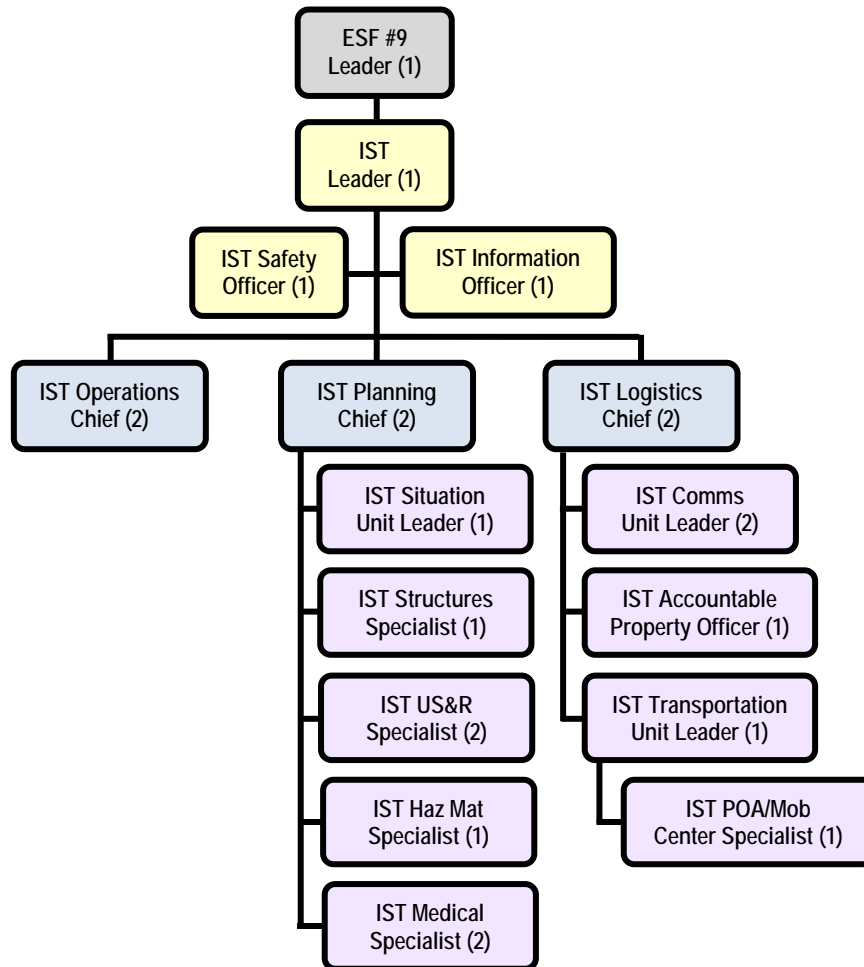 ESF #9
Leader (1)
IST
Leader (1)
IST Safety
Officer (1)
IST Information
Officer (1)
IST Operations
Chief (2)
IST Planning
Chief (2)
IST Logistics
Chief (2)
IST Situation
Unit Leader (1)
IST Structures
Specialist (1)
IST US&R
Specialist (2)
IST Haz Mat
Specialist (1)
IST Medical
Specialist (2)
IST Comms
Unit Leader (2)
IST Accountable
Property Officer (1)
IST Transportation
Unit Leader (1)
IST POA/Mob
Center Specialist (1)